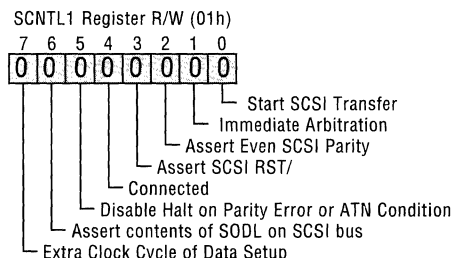 SCNTL1 Register R/W (01h)
7 6 5 4 3 2 1 0
0 0 0 0 0 0 0 0
Start SCSI Transfer
Immediate Arbitration
Assert Even SCSI Parity
Assert SCSI RST/
Connected
Disable Halt on Parity Error or ATN Condition
Assert contents of SODL on SCSI bus
Extra Clock Cycle of Data Setup